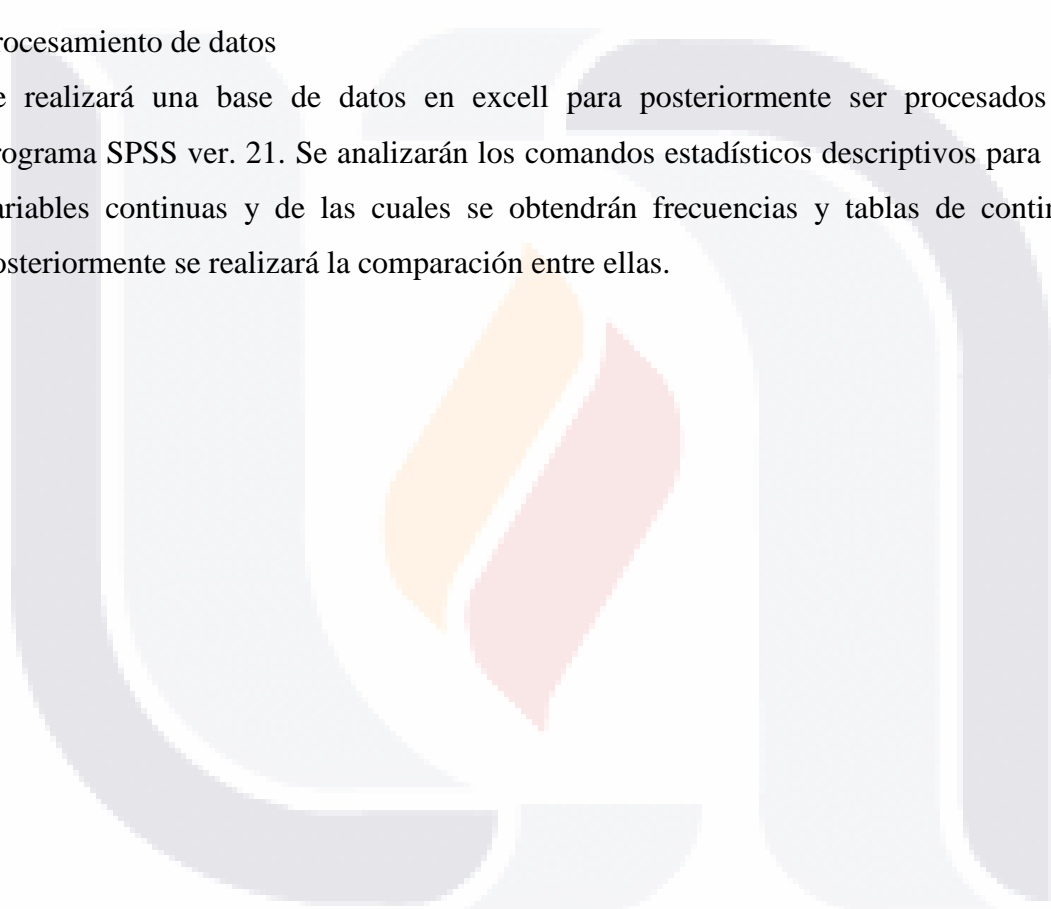 rocesamiento de datos
e realizará una base de datos en excell para posteriormente ser procesados
rograma SPSS ver. 21. Se analizarán los comandos estadísticos descriptivos para
ariables continuas y de las cuales se obtendrán frecuencias y tablas de contin
osteriormente se realizará la comparación entre ellas.